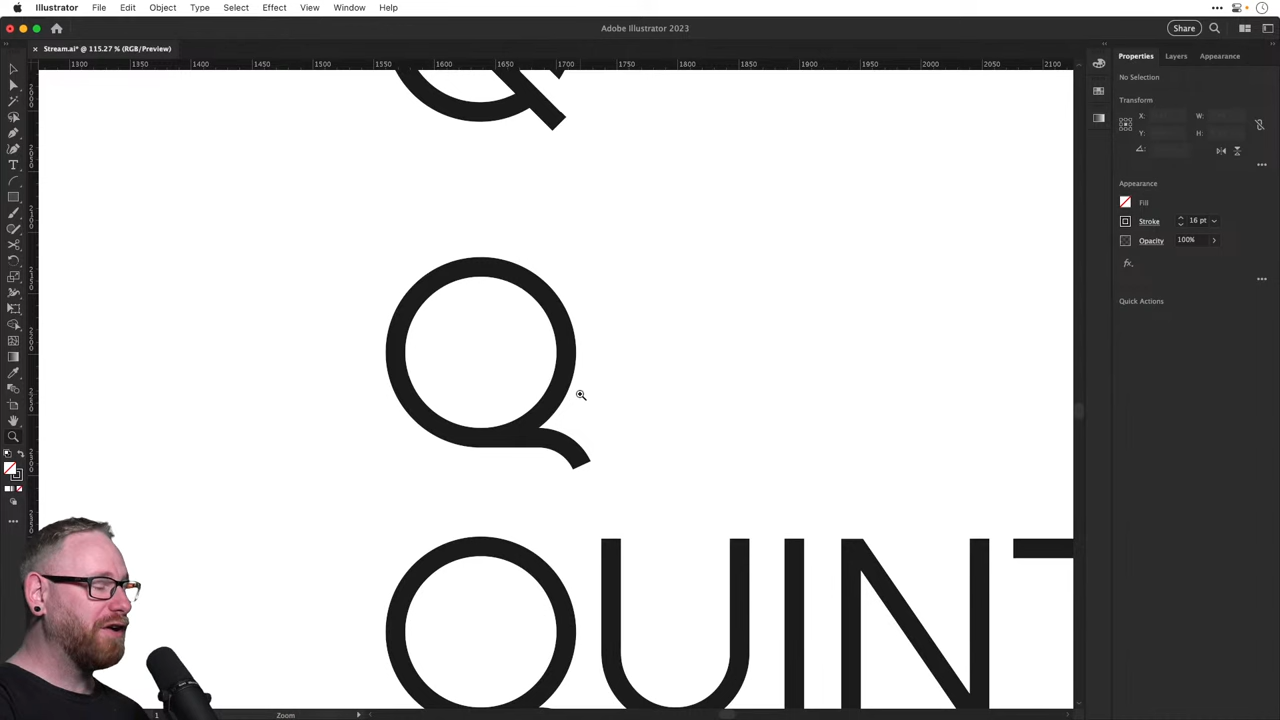 Illustrator File Edit Object Type Select Effect View Window Help
Adobe Illustrator 2023
Share
Stream.ai* @ 115.27 % (RGB/Preview)
1300 1350 1400 1450 1500 1550 1600 1650 1700 1750 1800 1850 1900 1950 2000 2050 2100
Properties Layers Appearance
No Selection
Transform
X: W:
Y: H:
Appearance
Fill
Stroke 16 pt
Opacity 100%
fx.
Quick Actions
Q
Q
QUINT
1 Zoom